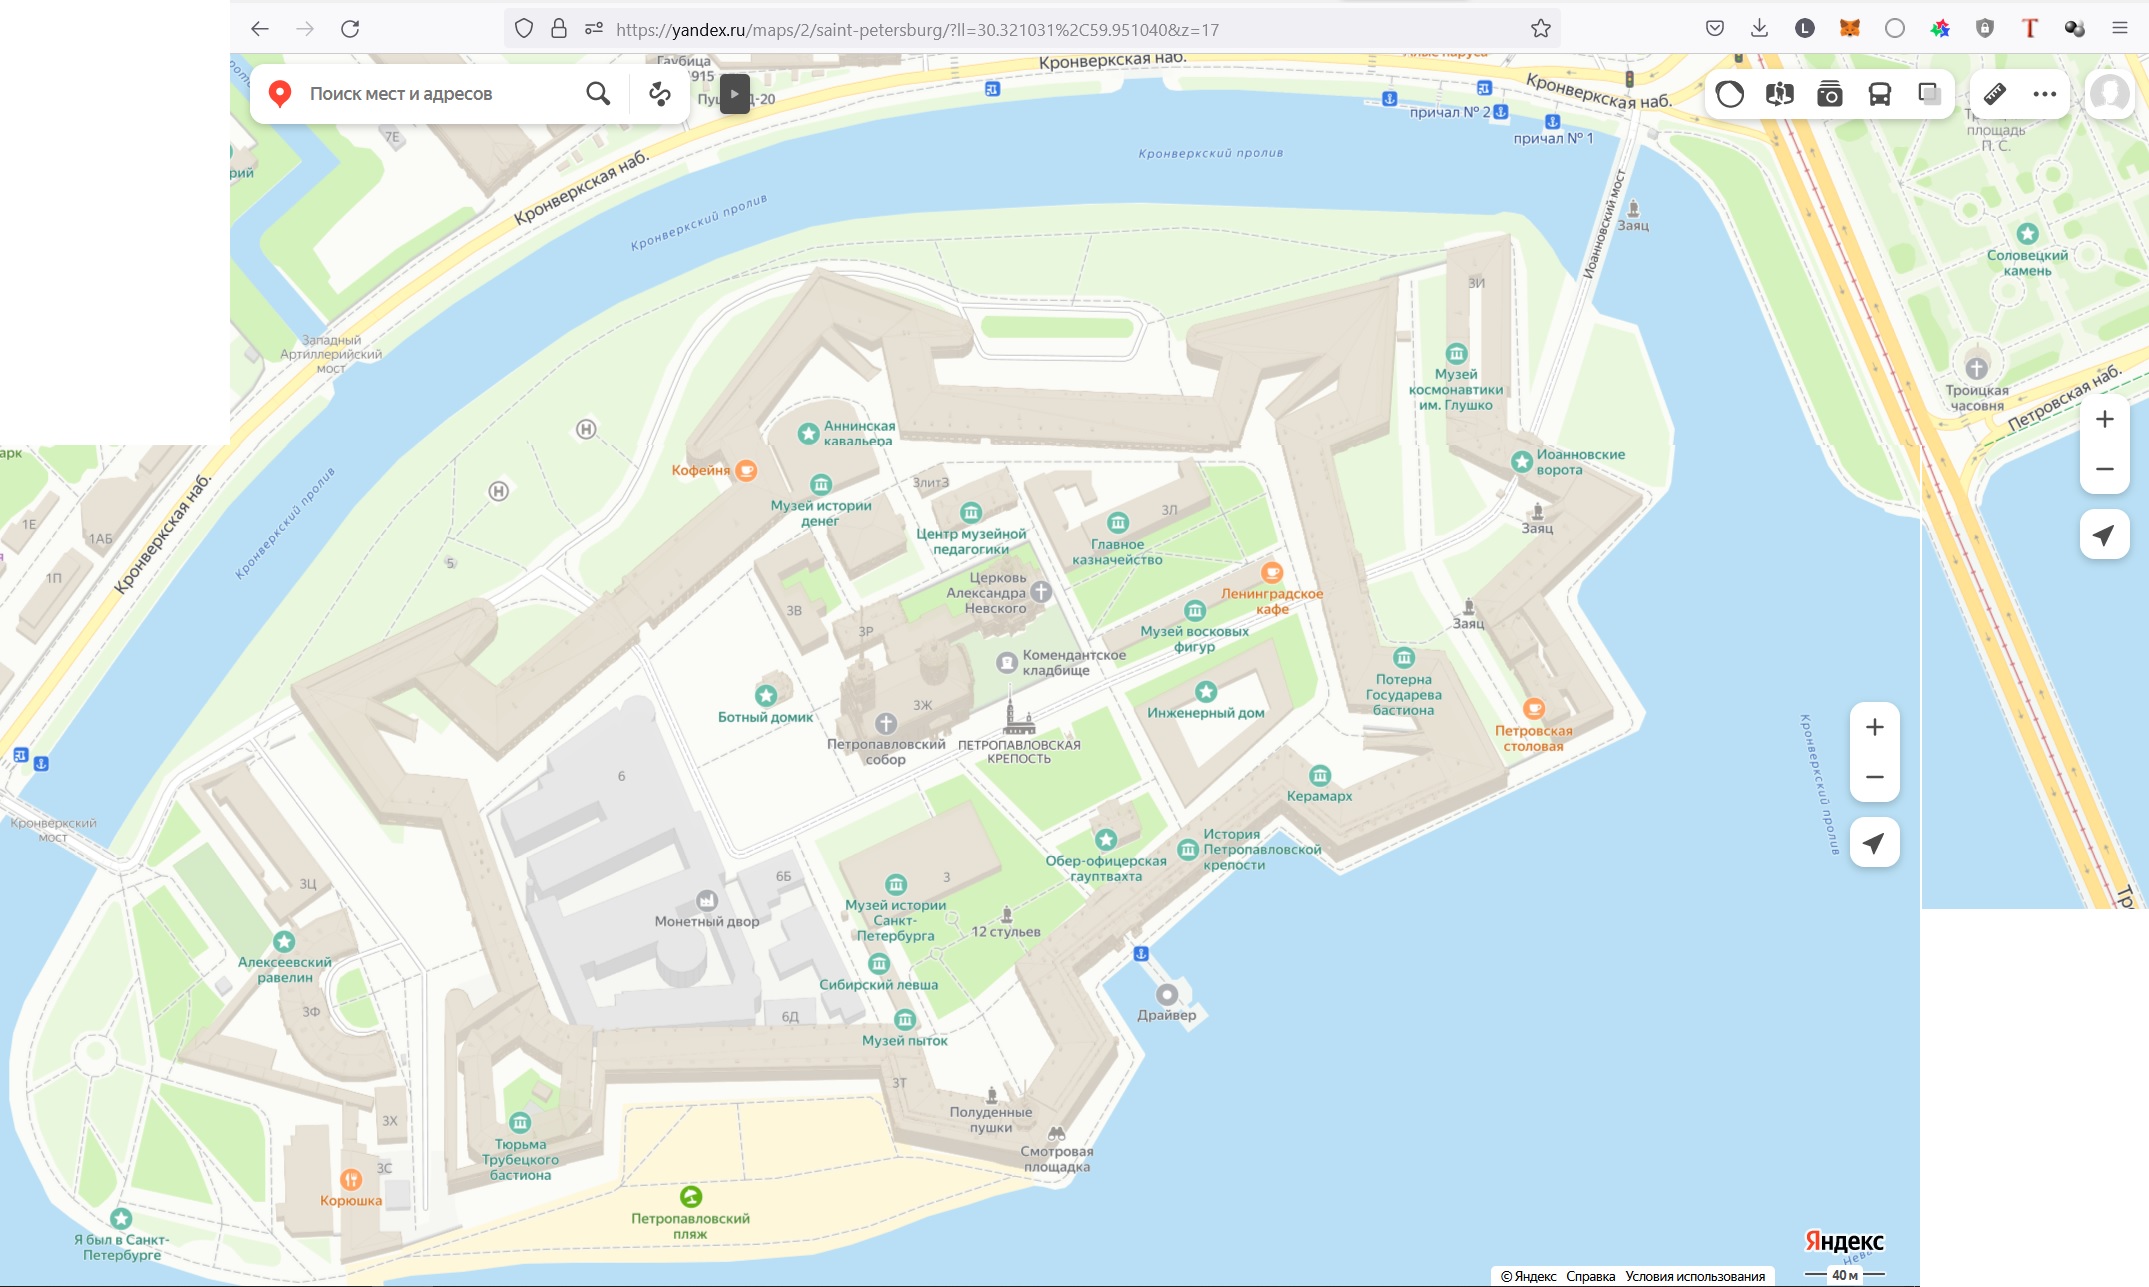 https://yandex.ru/maps/2/saint-petersburg/?ll=30.321031%2C59.951040&z=17
L
T
Поиск мест и адресов
Гаубица
1915
Д-20
Кронверкская наб.
Кронверкская наб.
причал № 2
причал № 1
площадь
П. С.
7Е
рий
Кронверкская наб.
Кронверкский пролив
Кронверкский пролив
Иоанновский мост
Заяц
Соловецкий
камень
Западный
Артиллерийский
мост
3И
Музей
космонавтики
им. Глушко
Троицкая
часовня
Петровская наб.
арк
1Е
1АБ
1П
Кронверкская наб.
Кронверкский пролив
H
H
5
Аннинская
кавальера
Кофейня
Музей истории
денег
3литЗ
Центр музейной
педагогики
3Л
Главное
казначейство
Иоанновские
ворота
Заяц
Церковь
Александра
Невского
Ленинградское
кафе
3В
3Р
Музей восковых
фигур
Заяц
Комендантское
кладбище
Потерна
Государева
бастиона
Ботный домик
3Ж
Инженерный дом
Петропавловский
собор
ПЕТРОПАВЛОВСКАЯ
КРЕПОСТЬ
Петровская
столовая
Кронверкский пролив
6
Керамарх
Кронверкский
мост
История
Петропавловской
крепости
Обер-офицерская
гауптвахта
3Ц
6Б
3
Музей истории
Санкт-
Петербурга
Монетный двор
12 стульев
Алексеевский
равелин
Сибирский левша
3Ф
6Д
Драйвер
Музей пыток
3Т
3Х
Полуденные
пушки
Тюрьма
Трубецкого
бастиона
Смотровая
площадка
3С
Корюшка
Петропавловский
пляж
Я был в Санкт-
Петербурге
Яндекс
Нева
© Яндекс Справка Условия использования
40 м